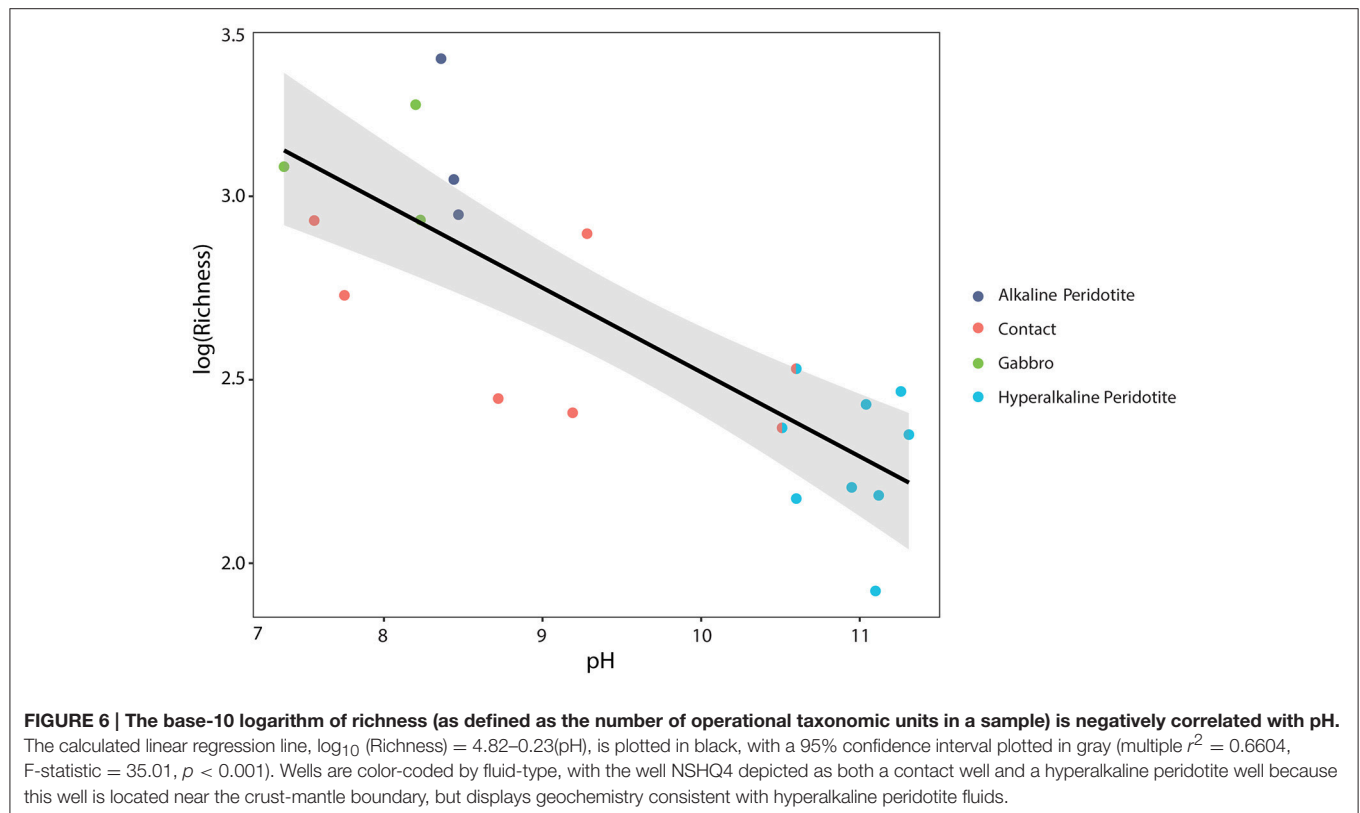 3.5
3.0
2.5
2.0
log(Richness)
7
8
9
10
11
pH
Alkaline Peridotite
Contact
Gabbro
Hyperalkaline Peridotite
FIGURE 6 | The base-10 logarithm of richness (as defined as the number of operational taxonomic units in a sample) is negatively correlated with pH.
The calculated linear regression line, log10 (Richness) = 4.82–0.23(pH), is plotted in black, with a 95% confidence interval plotted in gray (multiple r2 = 0.6604,
F-statistic = 35.01, p < 0.001). Wells are color-coded by fluid-type, with the well NSHQ4 depicted as both a contact well and a hyperalkaline peridotite well because
this well is located near the crust-mantle boundary, but displays geochemistry consistent with hyperalkaline peridotite fluids.